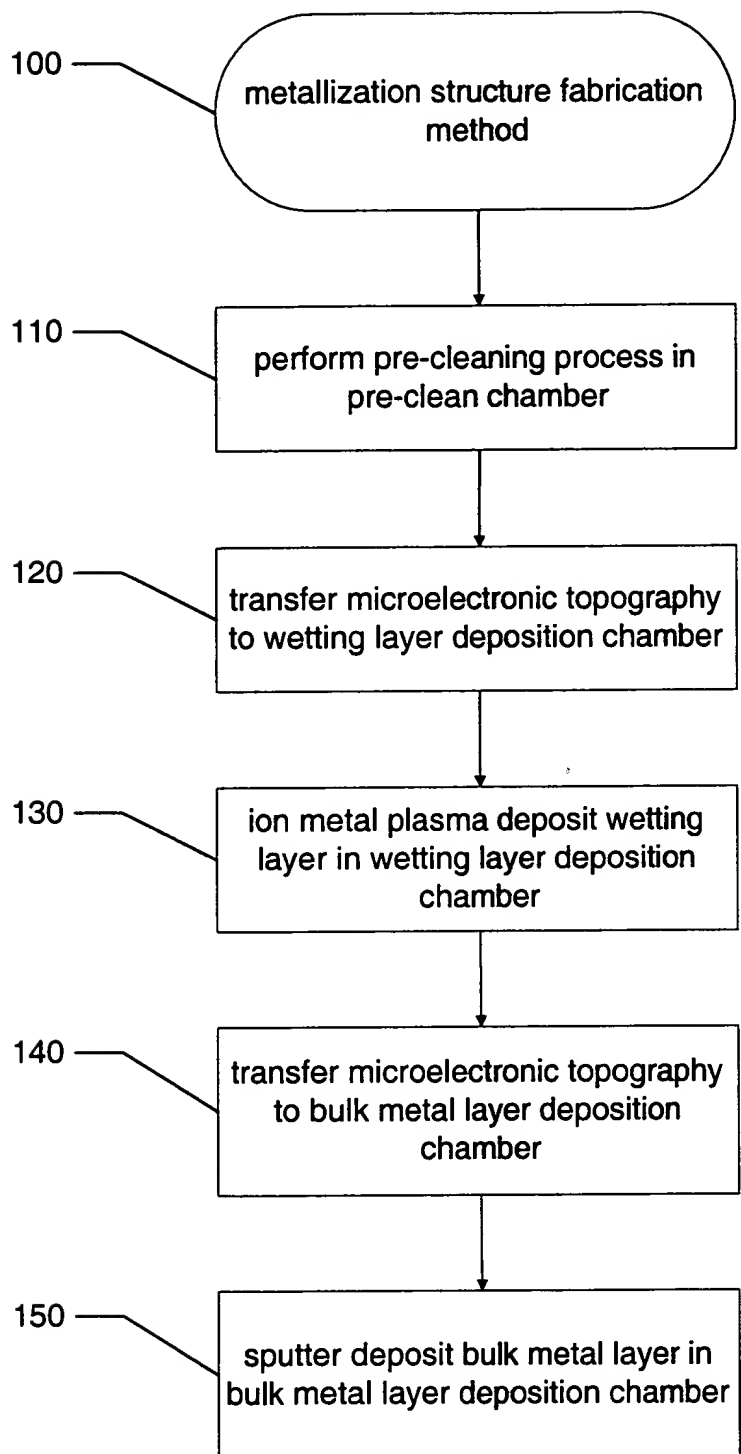 100
metallization structure fabrication
method
110
perform pre-cleaning process in
pre-clean chamber
120
transfer microelectronic topography
to wetting layer deposition chamber
130
ion metal plasma deposit wetting
layer in wetting layer deposition
chamber
140
transfer microelectronic topography
to bulk metal layer deposition
chamber
150
sputter deposit bulk metal layer in
bulk metal layer deposition chamber